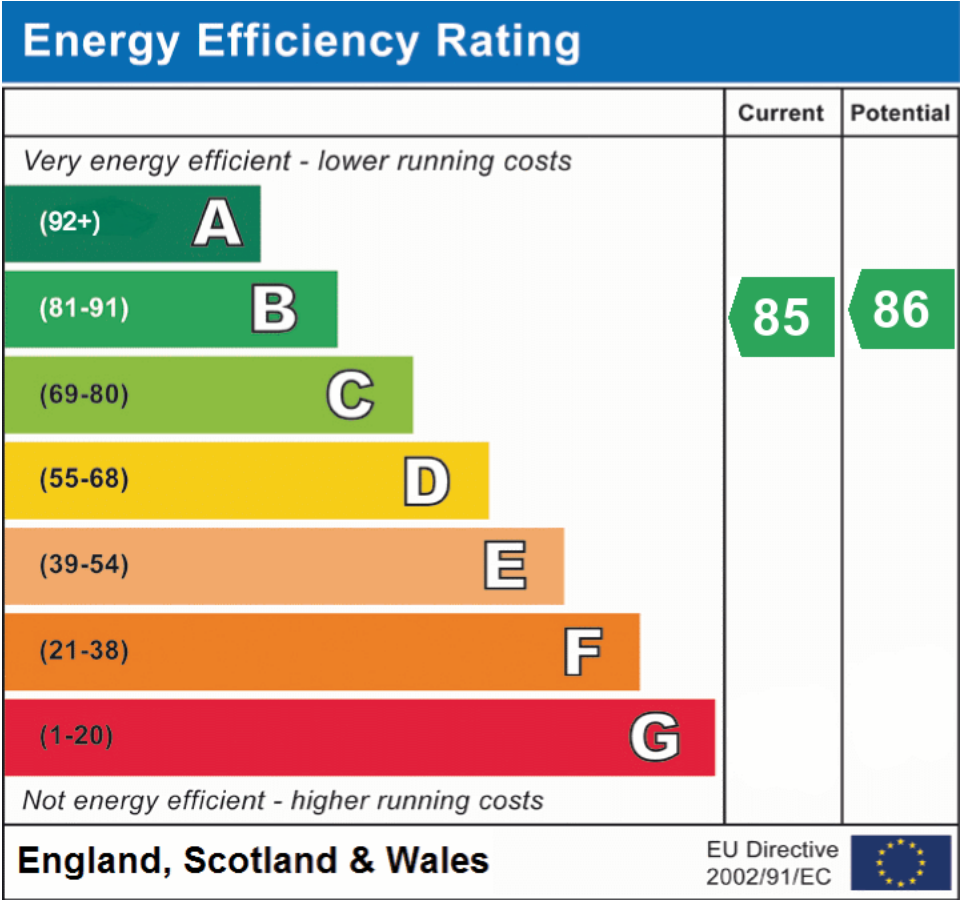 Energy Efficiency Rating
Current Potential
Very energy efficient - lower running costs
(92+) A
(81-91) B 85 86
(69-80) C
(55-68) D
(39-54) E
(21-38) F
(1-20) G
Not energy efficient - higher running costs
England, Scotland & Wales
EU Directive
2002/91/EC